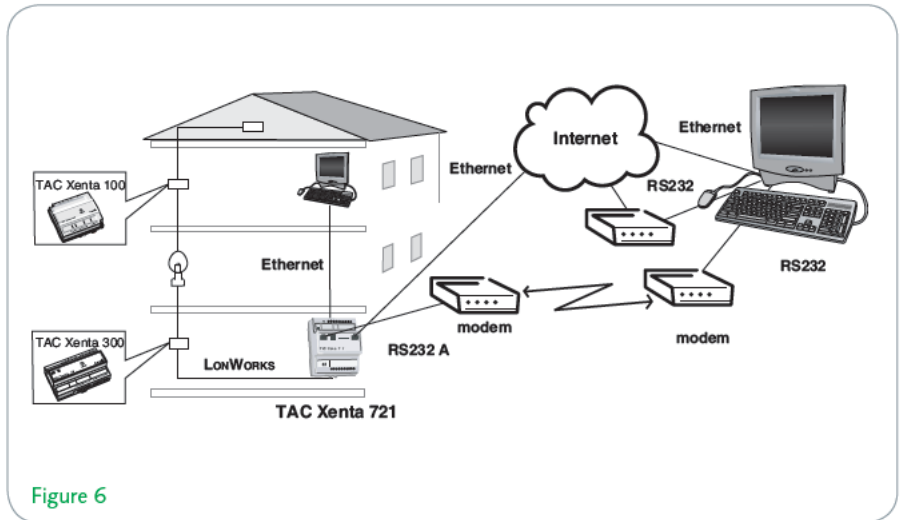 Internet
Ethernet
Ethernet
RS232
TAC Xenta 100
Ethernet
RS232
modem
modem
TAC Xenta 300
RS232 A
LONWORKS
TAC Xenta 721
Figure 6